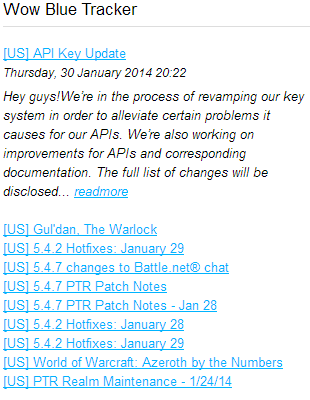 Wow Blue Tracker
[US] API Key Update
Thursday, 30 January 2014 20:22
Hey guys!We're in the process of revamping our key
system in order to alleviate certain problems it
causes for our APIs. We're also working on
improvements for APIs and corresponding
documentation. The full list of changes will be
disclosed... readmore
[US] Gul'dan, The Warlock
[US] 5.4.2 Hotfixes: January 29
[US] 5.4.7 changes to Battle.net® chat
[US] 5.4.7 PTR Patch Notes
[US] 5.4.7 PTR Patch Notes - Jan 28
[US] 5.4.2 Hotfixes: January 28
[US] 5.4.2 Hotfixes: January 29
[US] World of Warcraft: Azeroth by the Numbers
[US] PTR Realm Maintenance - 1/24/14